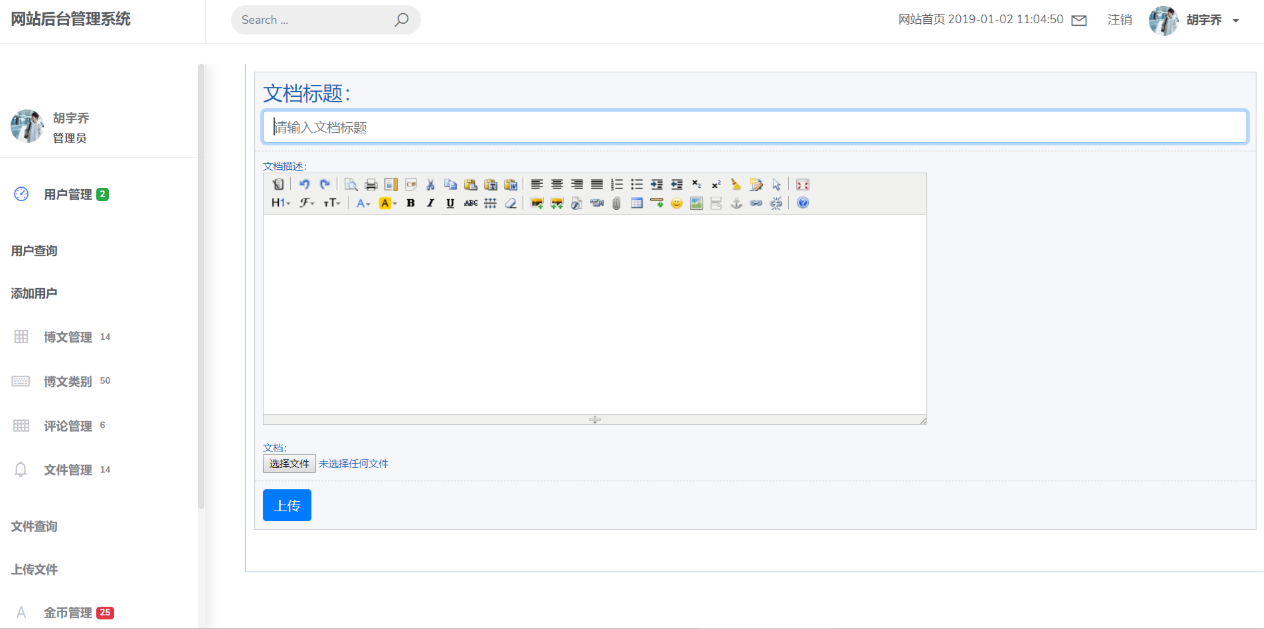 网站后台管理系统
Search ...
网站首页 2019-01-02 11:04:50
注销
胡宇乔
胡宇乔
管理员
用户管理 2
用户查询
添加用户
博文管理 14
博文类别 50
评论管理 6
文件管理 14
文件查询
上传文件
金币管理 25
文档标题：
请输入文档标题
文档描述：
H1 F тT A A B I U ABC
文档：
选择文件 未选择任何文件
上传